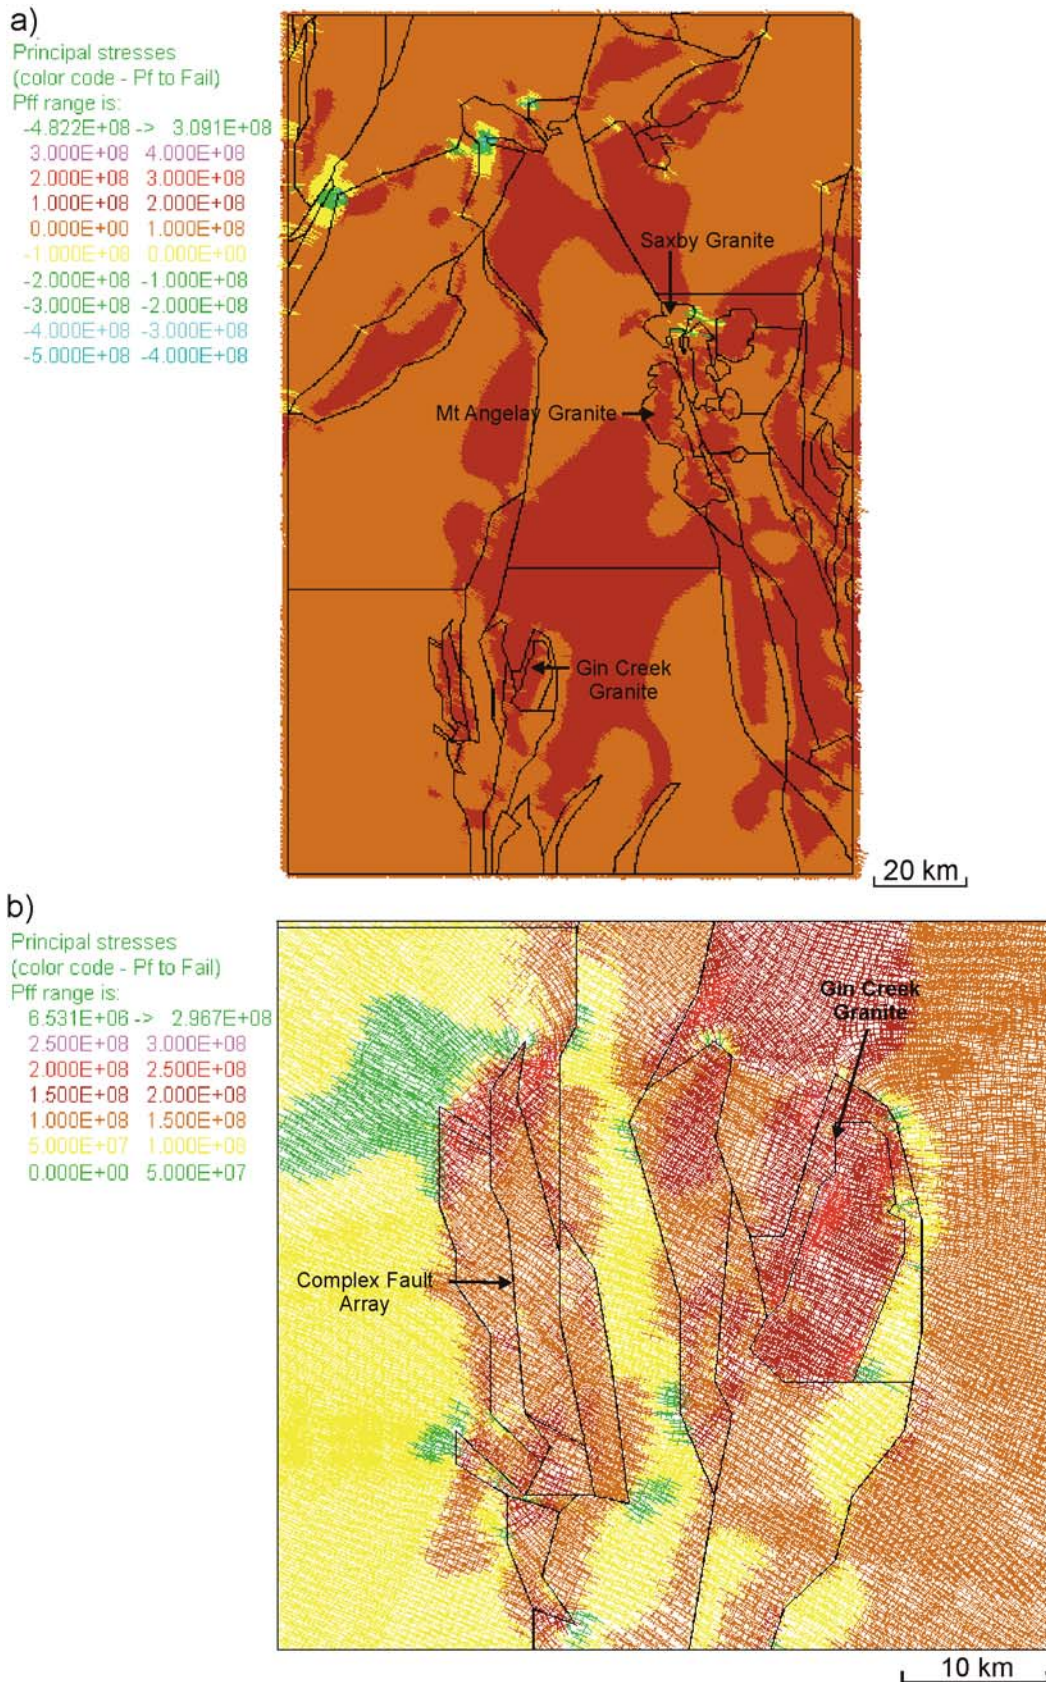 a)
Principal stresses
(color code - Pf to Fail)
Pff range is:
-4.822E+08 -> 3.091E+08
3.000E+08 4.000E+08
2.000E+08 3.000E+08
1.000E+08 2.000E+08
0.000E+00 1.000E+08
-1.000E+08 0.000E+00
-2.000E+08 -1.000E+08
-3.000E+08 -2.000E+08
-4.000E+08 -3.000E+08
-5.000E+08 -4.000E+08
Saxby Granite
Mt Angelay Granite
Gin Creek
Granite
20 km
b)
Principal stresses
(color code - Pf to Fail)
Pff range is:
6.531E+06 -> 2.967E+08
2.500E+08 3.000E+08
2.000E+08 2.500E+08
1.500E+08 2.000E+08
1.000E+08 1.500E+08
5.000E+07 1.000E+08
0.000E+00 5.000E+07
Gin Creek
Granite
Complex Fault
Array
10 km